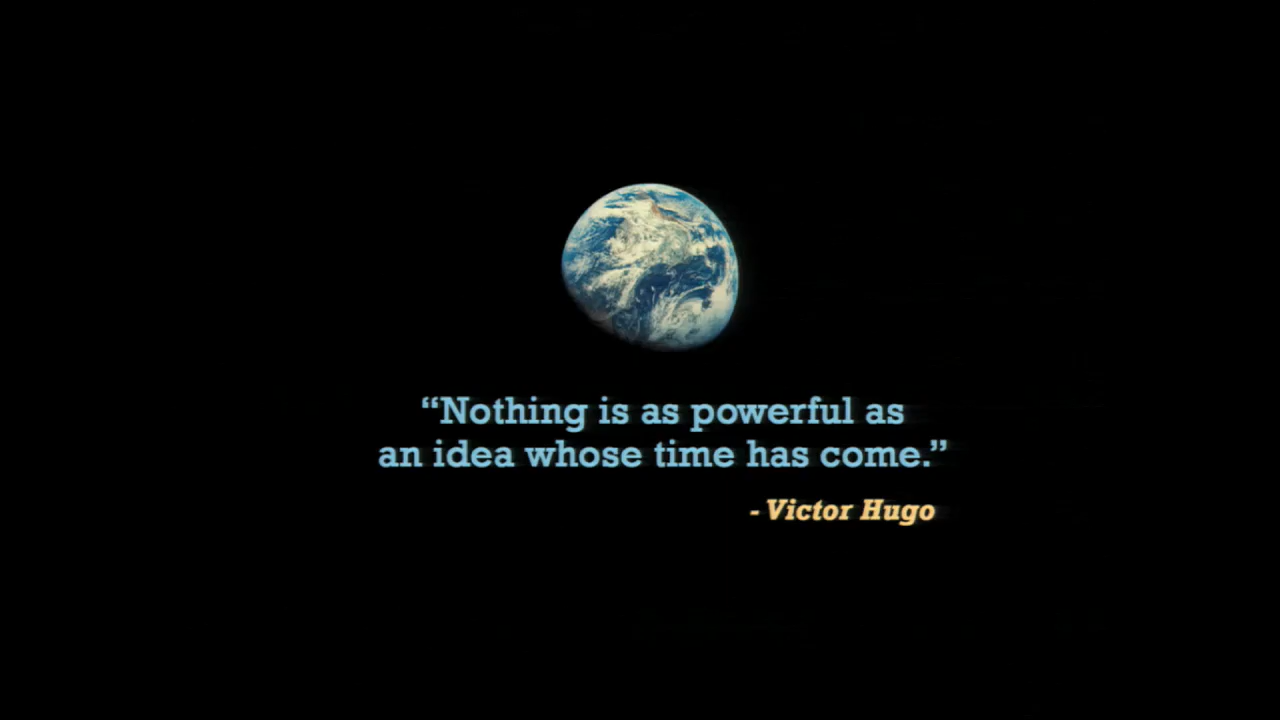 “Nothing is as powerful as
an idea whose time has come.”
- Victor Hugo